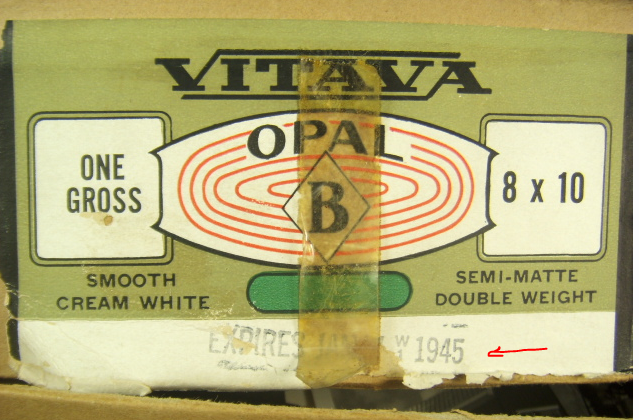 VITAVA
OPAL
B
ONE
GROSS
8 x 10
SMOOTH
CREAM WHITE
SEMI-MATTE
DOUBLE WEIGHT
EXPIRES W 1945